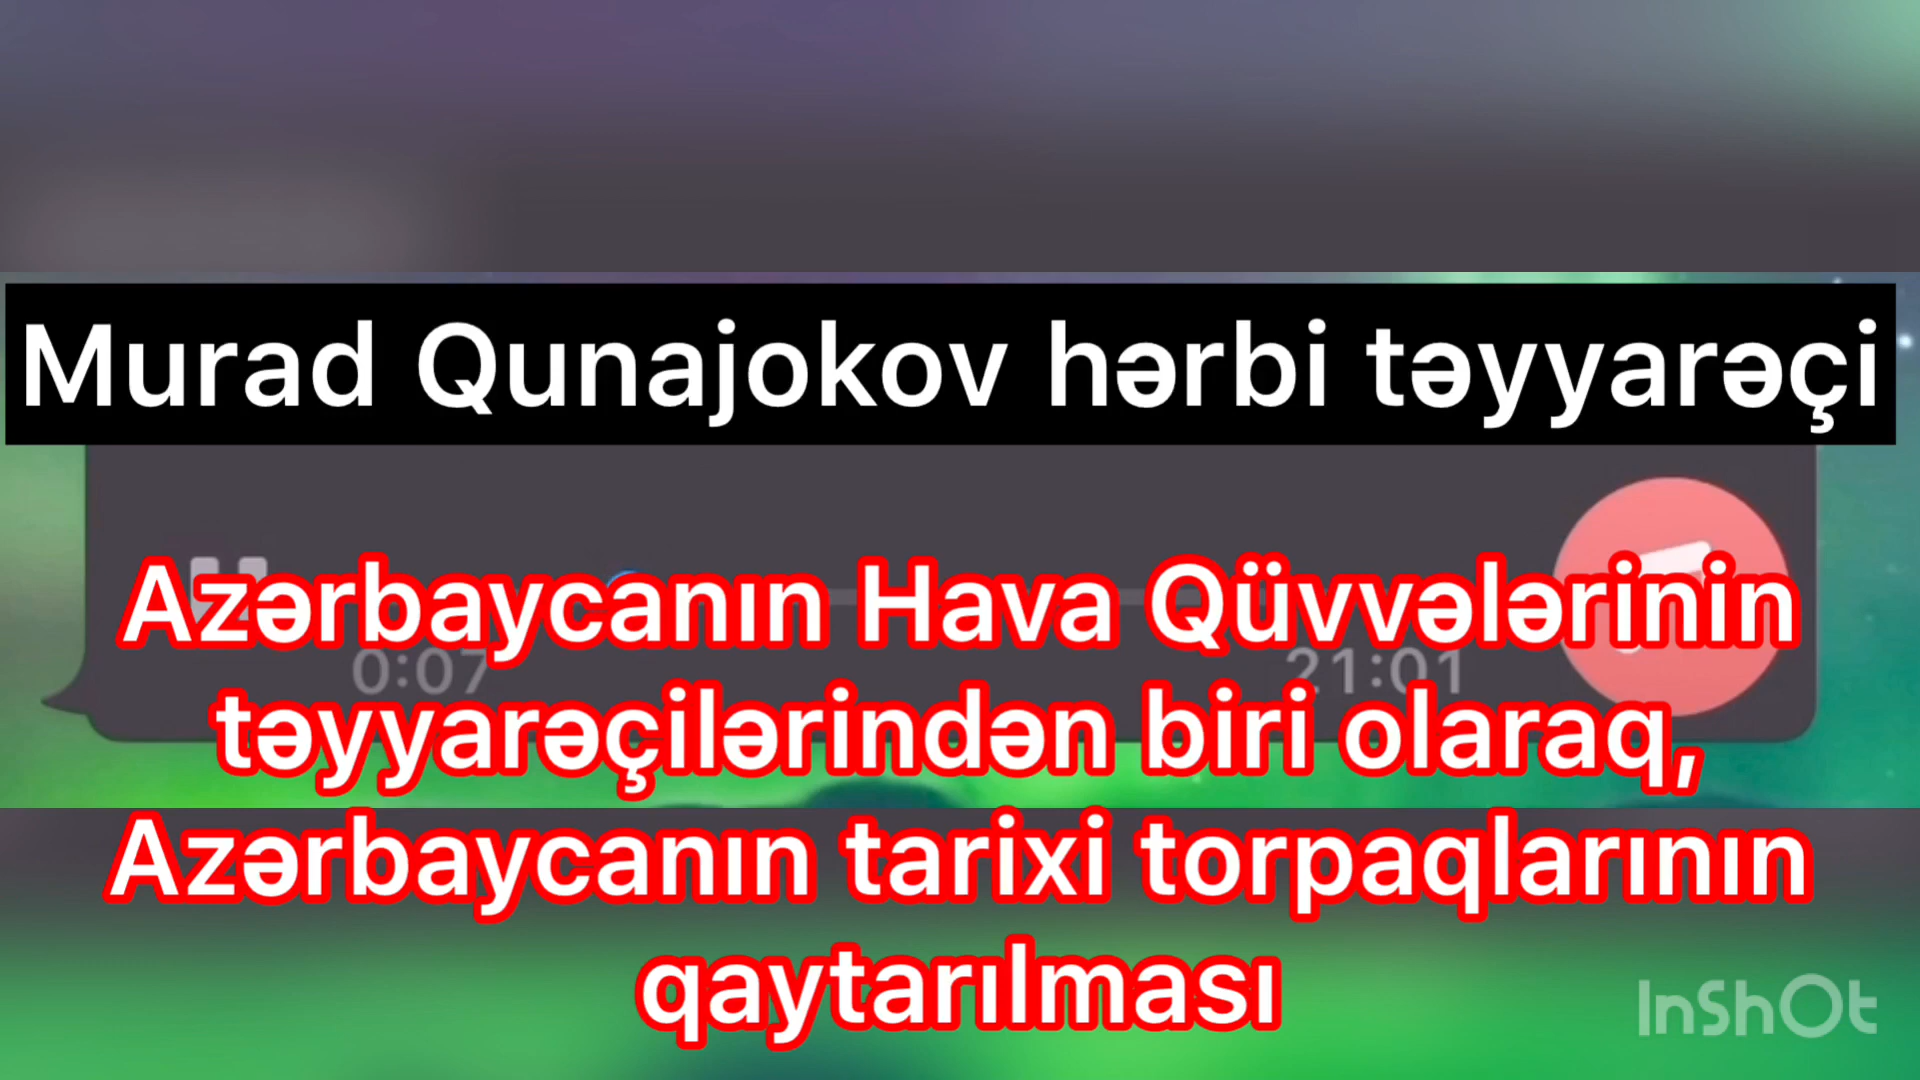 Murad Qunajokov hərbi təyyarəçi
Azərbaycanın Hava Qüvvələrinin
0:07
21:01
təyyarəçilərindən biri olaraq,
Azərbaycanın tarixi torpaqlarının
qaytarılması
InShOt